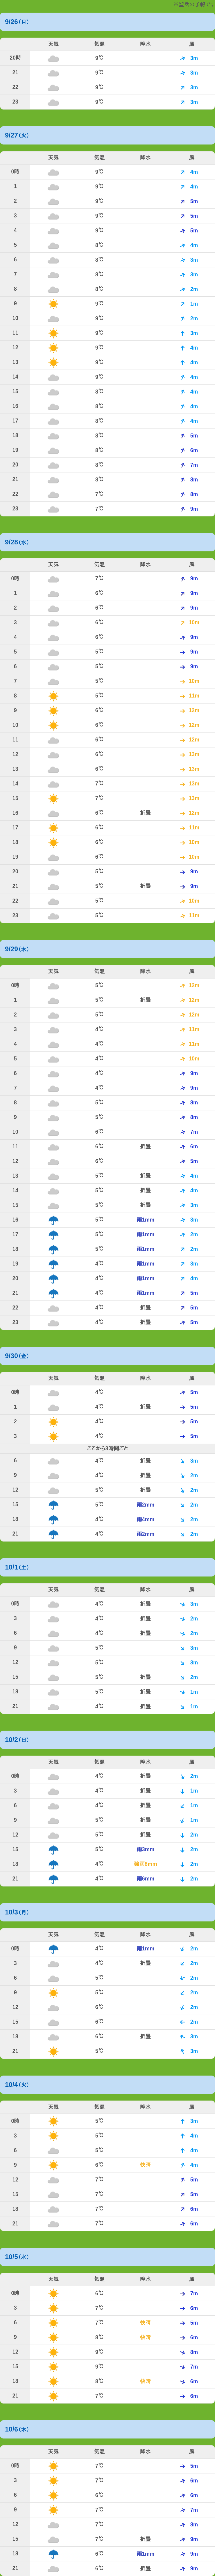 ※緊急の予報です
9/26(月)
天気 気温 降水 風
20時 9℃ 3m
21 9℃ 3m
22 9℃ 3m
23 9℃ 3m
9/27(火)
天気 気温 降水 風
0時 9℃ 4m
1 9℃ 4m
2 9℃ 5m
3 9℃ 5m
4 9℃ 5m
5 8℃ 4m
6 8℃ 3m
7 8℃ 3m
8 8℃ 2m
9 9℃ 1m
10 9℃ 2m
11 9℃ 3m
12 9℃ 4m
13 9℃ 4m
14 9℃ 4m
15 8℃ 4m
16 8℃ 4m
17 8℃ 4m
18 8℃ 5m
19 8℃ 6m
20 8℃ 7m
21 8℃ 8m
22 7℃ 8m
23 7℃ 9m
9/28(水)
天気 気温 降水 風
0時 7℃ 9m
1 6℃ 9m
2 6℃ 9m
3 6℃ 10m
4 6℃ 9m
5 6℃ 9m
6 5℃ 9m
7 5℃ 10m
8 5℃ 11m
9 6℃ 12m
10 6℃ 12m
11 6℃ 12m
12 6℃ 13m
13 6℃ 13m
14 7℃ 13m
15 7℃ 13m
16 6℃ 折畳 12m
17 6℃ 11m
18 6℃ 10m
19 6℃ 10m
20 5℃ 9m
21 5℃ 折畳 9m
22 5℃ 10m
23 5℃ 11m
9/29(木)
天気 気温 降水 風
0時 5℃ 12m
1 5℃ 折畳 12m
2 5℃ 12m
3 4℃ 11m
4 4℃ 11m
5 4℃ 10m
6 4℃ 9m
7 4℃ 9m
8 5℃ 8m
9 5℃ 8m
10 6℃ 7m
11 6℃ 折畳 6m
12 6℃ 5m
13 5℃ 折畳 4m
14 5℃ 折畳 4m
15 5℃ 折畳 3m
16 5℃ 雨1mm 3m
17 5℃ 雨1mm 2m
18 5℃ 雨1mm 2m
19 4℃ 雨1mm 3m
20 4℃ 雨1mm 4m
21 4℃ 雨1mm 5m
22 4℃ 折畳 5m
23 4℃ 折畳 5m
9/30(金)
天気 気温 降水 風
0時 4℃ 5m
1 4℃ 折畳 5m
2 4℃ 5m
3 4℃ 5m
ここから3時間ごと
6 4℃ 折畳 3m
9 4℃ 折畳 2m
12 5℃ 折畳 2m
15 5℃ 雨2mm 2m
18 4℃ 雨4mm 2m
21 4℃ 雨2mm 2m
10/1(土)
天気 気温 降水 風
0時 4℃ 折畳 3m
3 4℃ 折畳 2m
6 4℃ 折畳 2m
9 5℃ 3m
12 5℃ 3m
15 5℃ 折畳 2m
18 4℃ 折畳 1m
21 4℃ 折畳 1m
10/2(日)
天気 気温 降水 風
0時 4℃ 折畳 2m
3 4℃ 折畳 1m
6 4℃ 折畳 1m
9 5℃ 折畳 1m
12 5℃ 折畳 2m
15 5℃ 雨3mm 2m
18 4℃ 2m
21 4℃ 雨6mm 2m
10/3(月)
天気 気温 降水 風
0時 4℃ 雨1mm 2m
3 4℃ 折畳 2m
6 5℃ 2m
9 5℃ 2m
12 6℃ 2m
15 6℃ 2m
18 6℃ 折畳 3m
21 5℃ 3m
10/4(火)
天気 気温 降水 風
0時 5℃ 3m
3 5℃ 4m
6 5℃ 4m
9 6℃ 快晴 4m
12 7℃ 5m
15 7℃ 5m
18 7℃ 6m
21 7℃ 6m
10/5(水)
天気 気温 降水 風
0時 6℃ 7m
3 7℃ 6m
6 7℃ 快晴 5m
9 8℃ 快晴 6m
12 9℃ 8m
15 9℃ 7m
18 8℃ 快晴 6m
21 7℃ 6m
10/6(木)
天気 気温 降水 風
0時 7℃ 5m
3 7℃ 6m
6 6℃ 6m
9 7℃ 7m
12 7℃ 8m
15 7℃ 折畳 9m
18 6℃ 雨1mm 9m
21 6℃ 折畳 9m